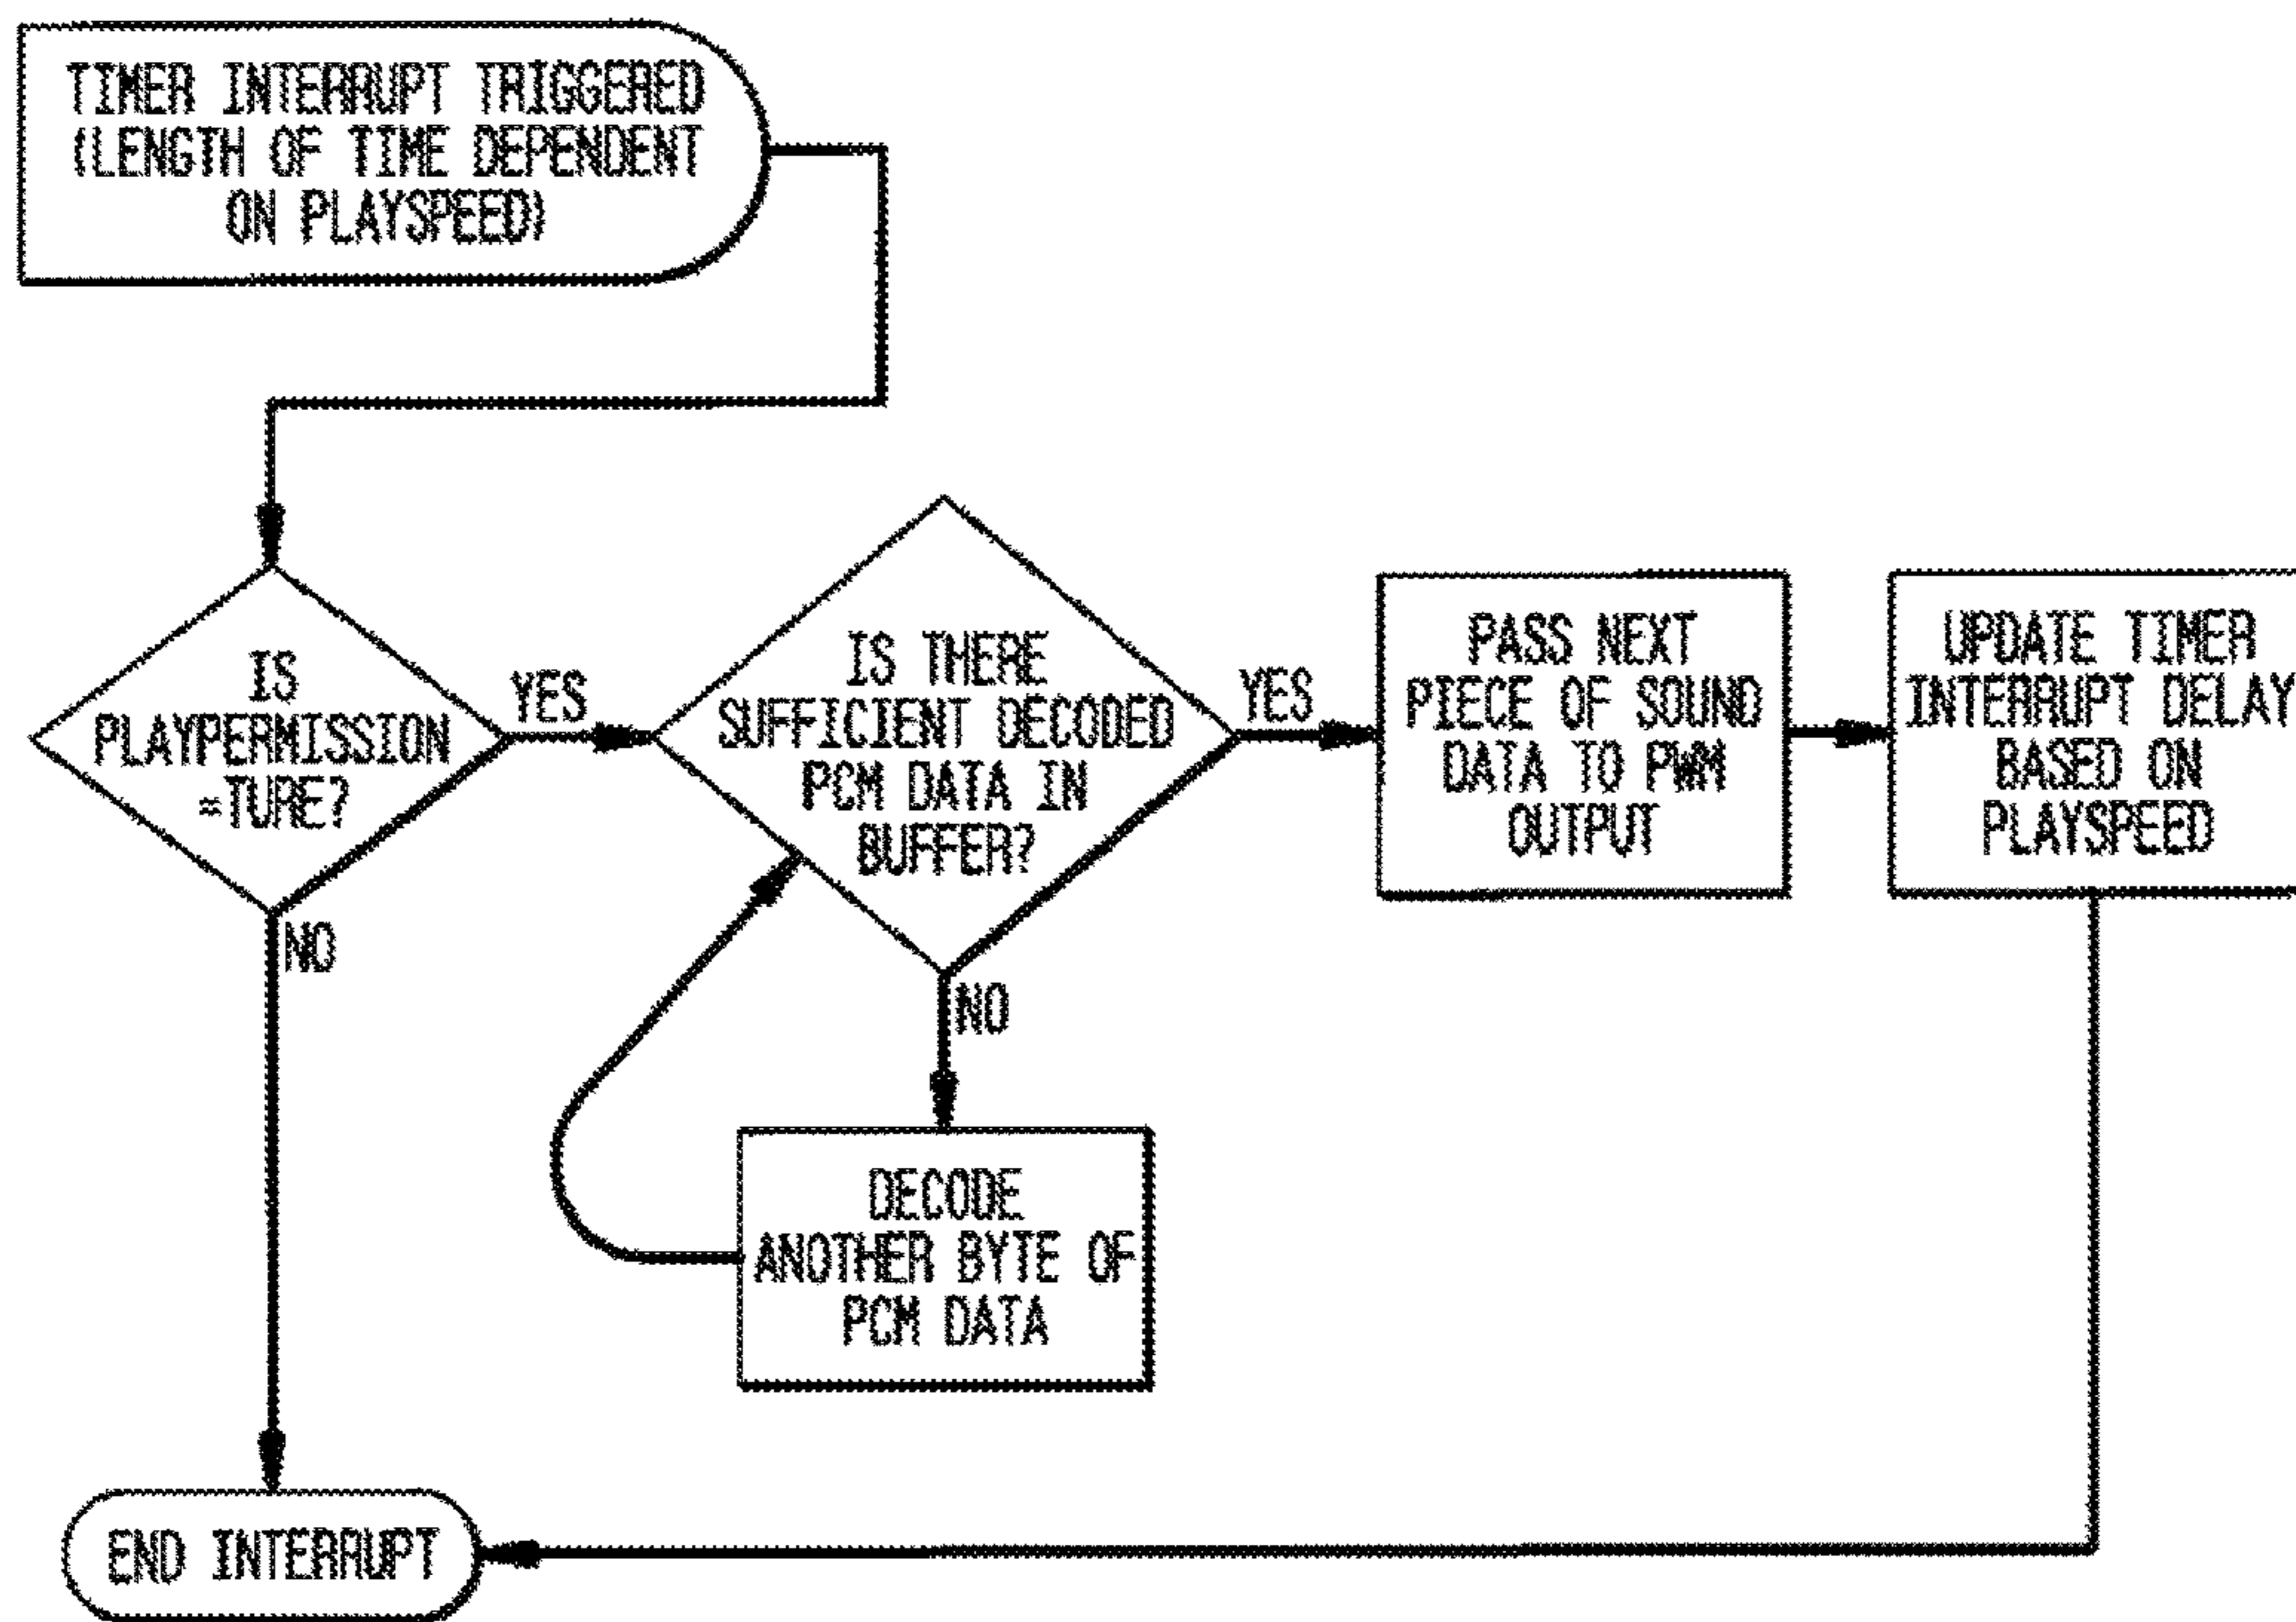 TIMER INTERRUPT TRIGGERED
(LENGTH OF TIME DEPENDENT
ON PLAYSPEED)
IS
PLAYPERMISSION
=TURE?
YES
NO
IS THERE
SUFFICIENT DECODED
PCM DATA IN
BUFFER?
YES
NO
PASS NEXT
PIECE OF SOUND
DATA TO PWM
OUTPUT
UPDATE TIMER
INTERRUPT DELAY
BASED ON
PLAYSPEED
DECODE
ANOTHER BYTE OF
PCM DATA
END INTERRUPT